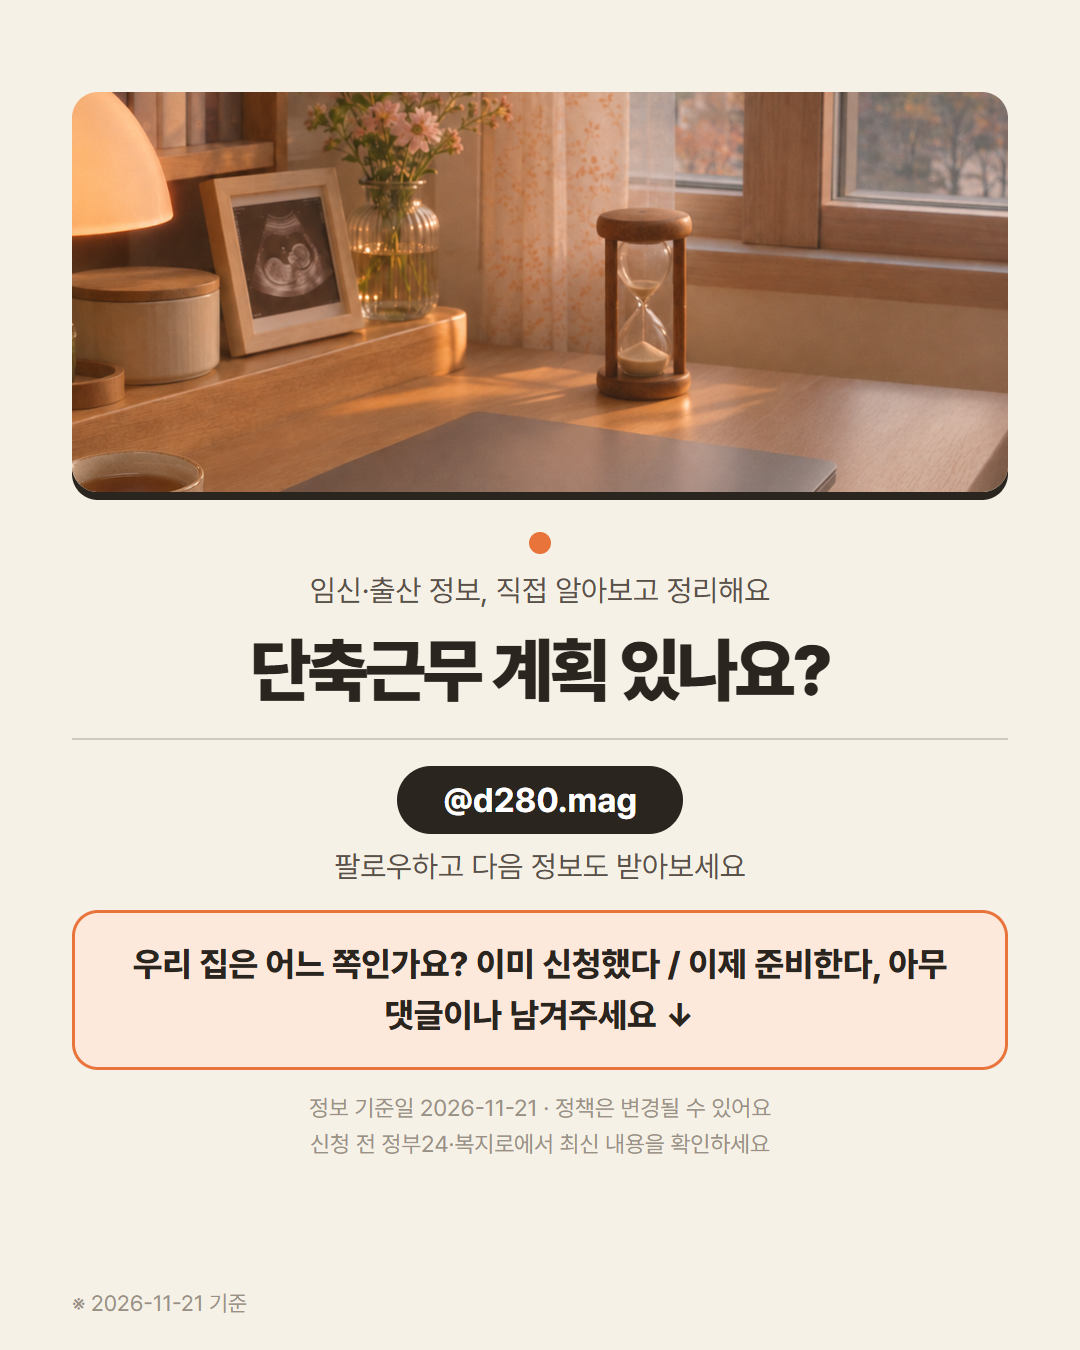 임신·출산 정보, 직접 알아보고 정리해요
단축근무 계획 있나요?
@d280.mag
팔로우하고 다음 정보도 받아보세요
우리 집은 어느 쪽인가요? 이미 신청했다 / 이제 준비한다, 아무
댓글이나 남겨주세요 ↓
정보 기준일 2026-11-21 · 정책은 변경될 수 있어요
신청 전 정부24·복지로에서 최신 내용을 확인하세요
※ 2026-11-21 기준